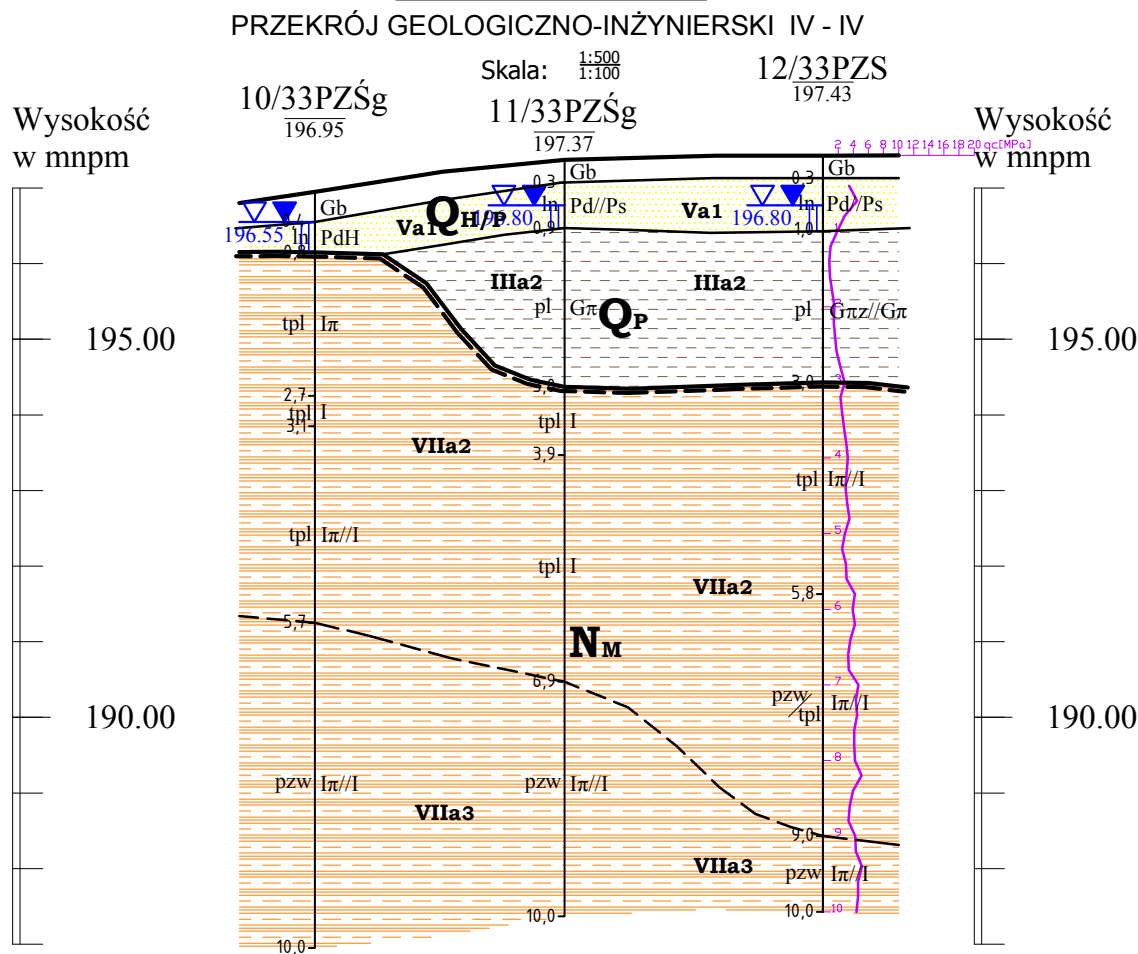 PRZEKRÓJ GEOLOGICZNO-INŻYNIERSKI IV - IV
Skala: 1:500
1:100
10/33PZŚg
196.95
11/33PZŚg
197.37
12/33PZS
197.43
Wysokość
w mnpm
Wysokość
w mnpm
2 4 6 8 10 12 14 16 18 20 qc[MPa]
Gb
Gb
Gb
0,3
0,3
ln Pd//Ps
ln Pd//Ps
Va1
Va1
QH/P
196.55
196.80
196.80
0,4
Gb
ln PdH
0,8
0,9
1,0
IIIa2
IIIa2
pl Gπ
QP
pl Gπz//Gπ
tpl Iπ
195.00
195.00
2,7
tpl I
3,1
3,0
3,0
3
tpl I
3,9
VIIa2
4
tpl Iπ//I
tpl Iπ//I
5
tpl I
VIIa2
5,8
6
5,7
NM
6,9
7
pzw/tpl Iπ//I
190.00
190.00
8
pzw Iπ//I
pzw Iπ//I
VIIa3
9,0
9
VIIa3
pzw Iπ//I
10,0
10,0
10,0
10